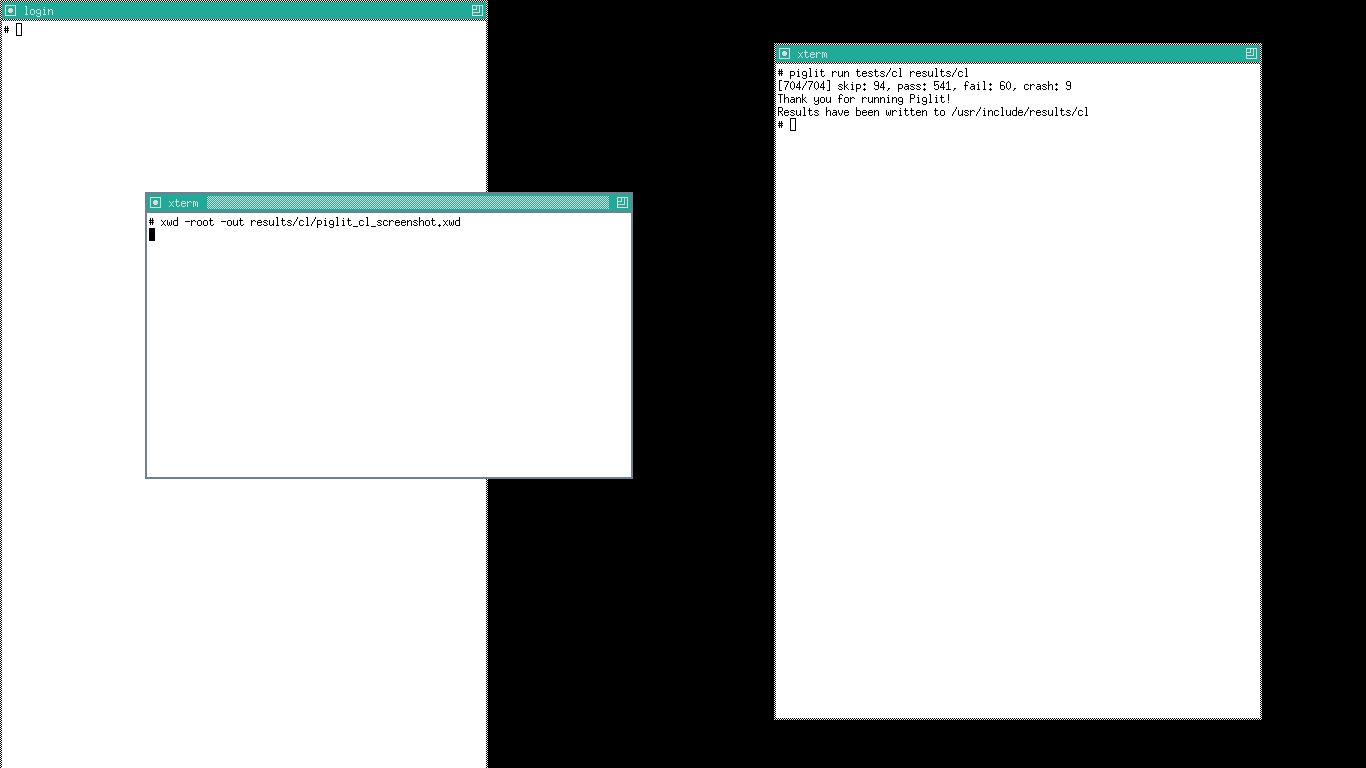 login
#
xterm
# piglit run tests/cl results/cl
[704/704] skip: 94, pass: 541, fail: 60, crash: 9
Thank you for running Piglit!
Results have been written to /usr/include/results/cl
#
xterm
# xwd -root -out results/cl/piglit_cl_screenshot.xwd